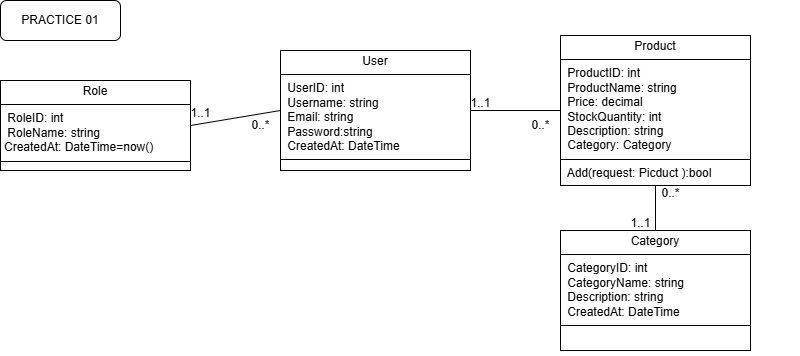 PRACTICE 01
Role
RoleID: int
RoleName: string
CreatedAt: DateTime=now()
1..1
0..*
User
UserID: int
Username: string
Email: string
Password:string
CreatedAt: DateTime
1..1
0..*
Product
ProductID: int
ProductName: string
Price: decimal
StockQuantity: int
Description: string
Category: Category
Add(request: Picduct ):bool
0..*
1..1
Category
CategoryID: int
CategoryName: string
Description: string
CreatedAt: DateTime